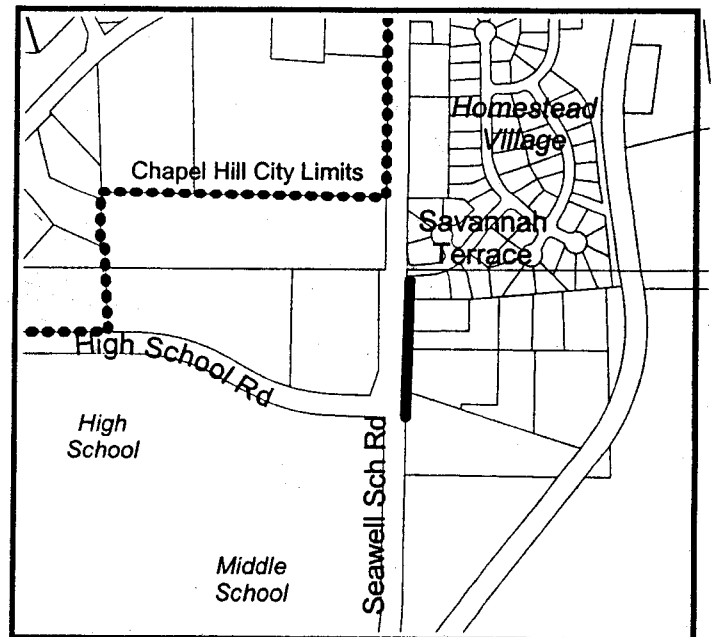 Homestead
Village
Chapel Hill City Limits
Savannah
Terrace
High School Rd
High
School
Seawell Sch Rd
Middle
School